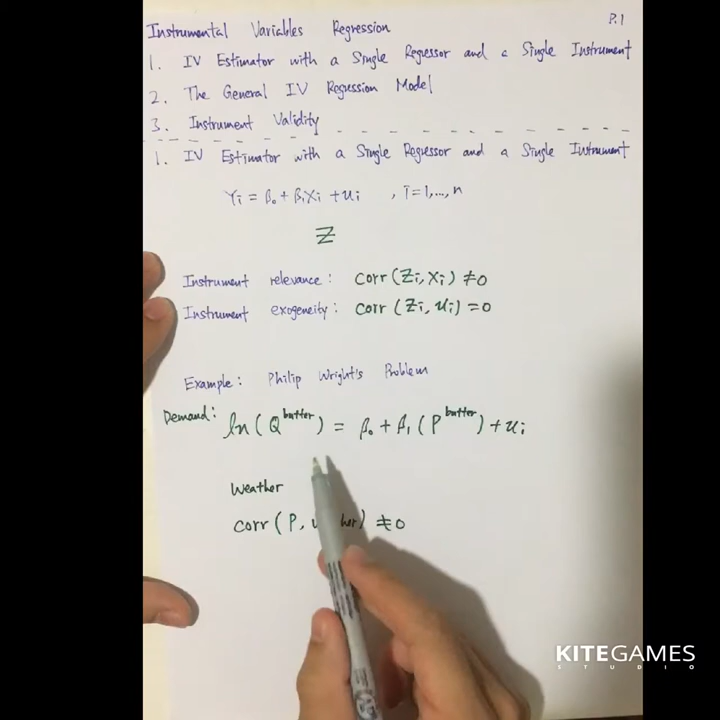 P.1
Instrumental Variables Regression
1. IV Estimator with a Single Regressor and a Single Instrument
2. The General IV Regression Model
3. Instrument Validity
1. IV Estimator with a Single Regressor and a Single Instrument
Yi = β₀ + β₁Xi + ui , i=1,...,n
Z
Instrument relevance: corr(Zi, Xi) ≠0
Instrument exogeneity: corr (Zi, ui) =0
Example: Philip Wright's Problem
Demand: ln(Q^butter) = β₀ + β₁(P^butter) + ui
Weather
corr(P, her) ≠0
KITEGAMES
STUDIO